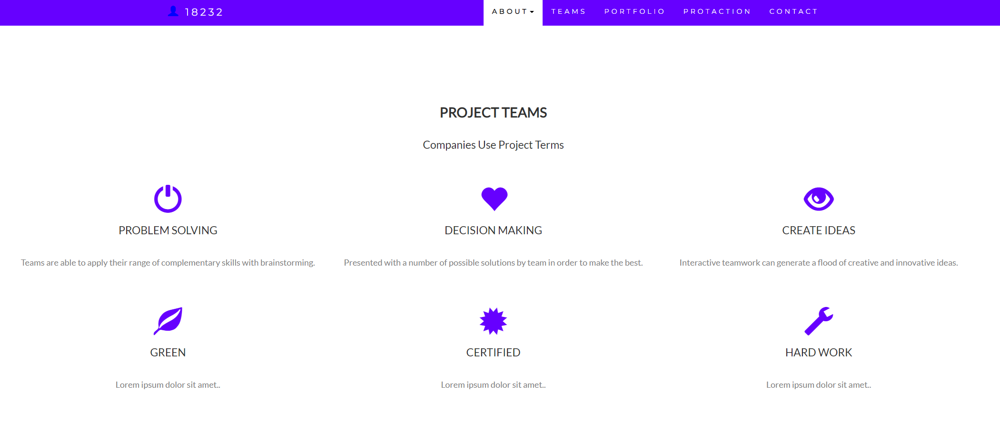 18232
ABOUT
TEAMS
PORTFOLIO
PROTACTION
CONTACT
PROJECT TEAMS
Companies Use Project Terms
PROBLEM SOLVING
DECISION MAKING
CREATE IDEAS
Teams are able to apply their range of complementary skills with brainstorming.
Presented with a number of possible solutions by team in order to make the best.
Interactive teamwork can generate a flood of creative and innovative ideas.
GREEN
CERTIFIED
HARD WORK
Lorem ipsum dolor sit amet..
Lorem ipsum dolor sit amet..
Lorem ipsum dolor sit amet..